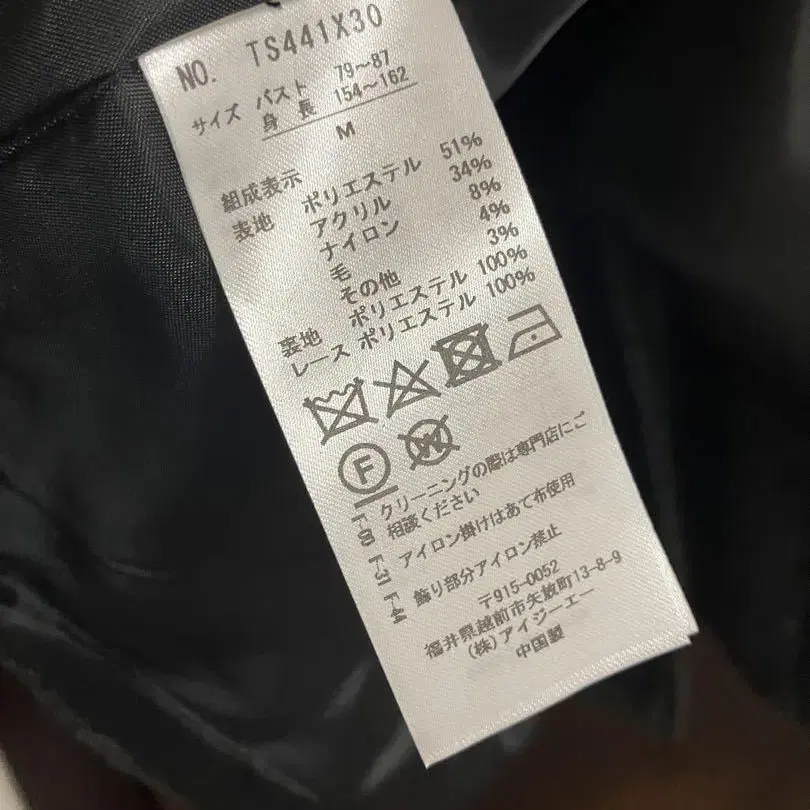 NO. TS441X30
サイズ バスト 79~87
身長 154~162
M
組成表示
表地 ポリエステル 51%
アクリル 34%
ナイロン 8%
毛 4%
その他 3%
裏地 ポリエステル 100%
レース ポリエステル 100%
F
W
クリーニングの際は専門店にご
相談ください
アイロン掛けはあて布使用
飾り部分アイロン禁止
F-60 F-31 F-44
〒915-0052
福井県越前市矢放町13-8-9
(株)アイジーエー
中国製